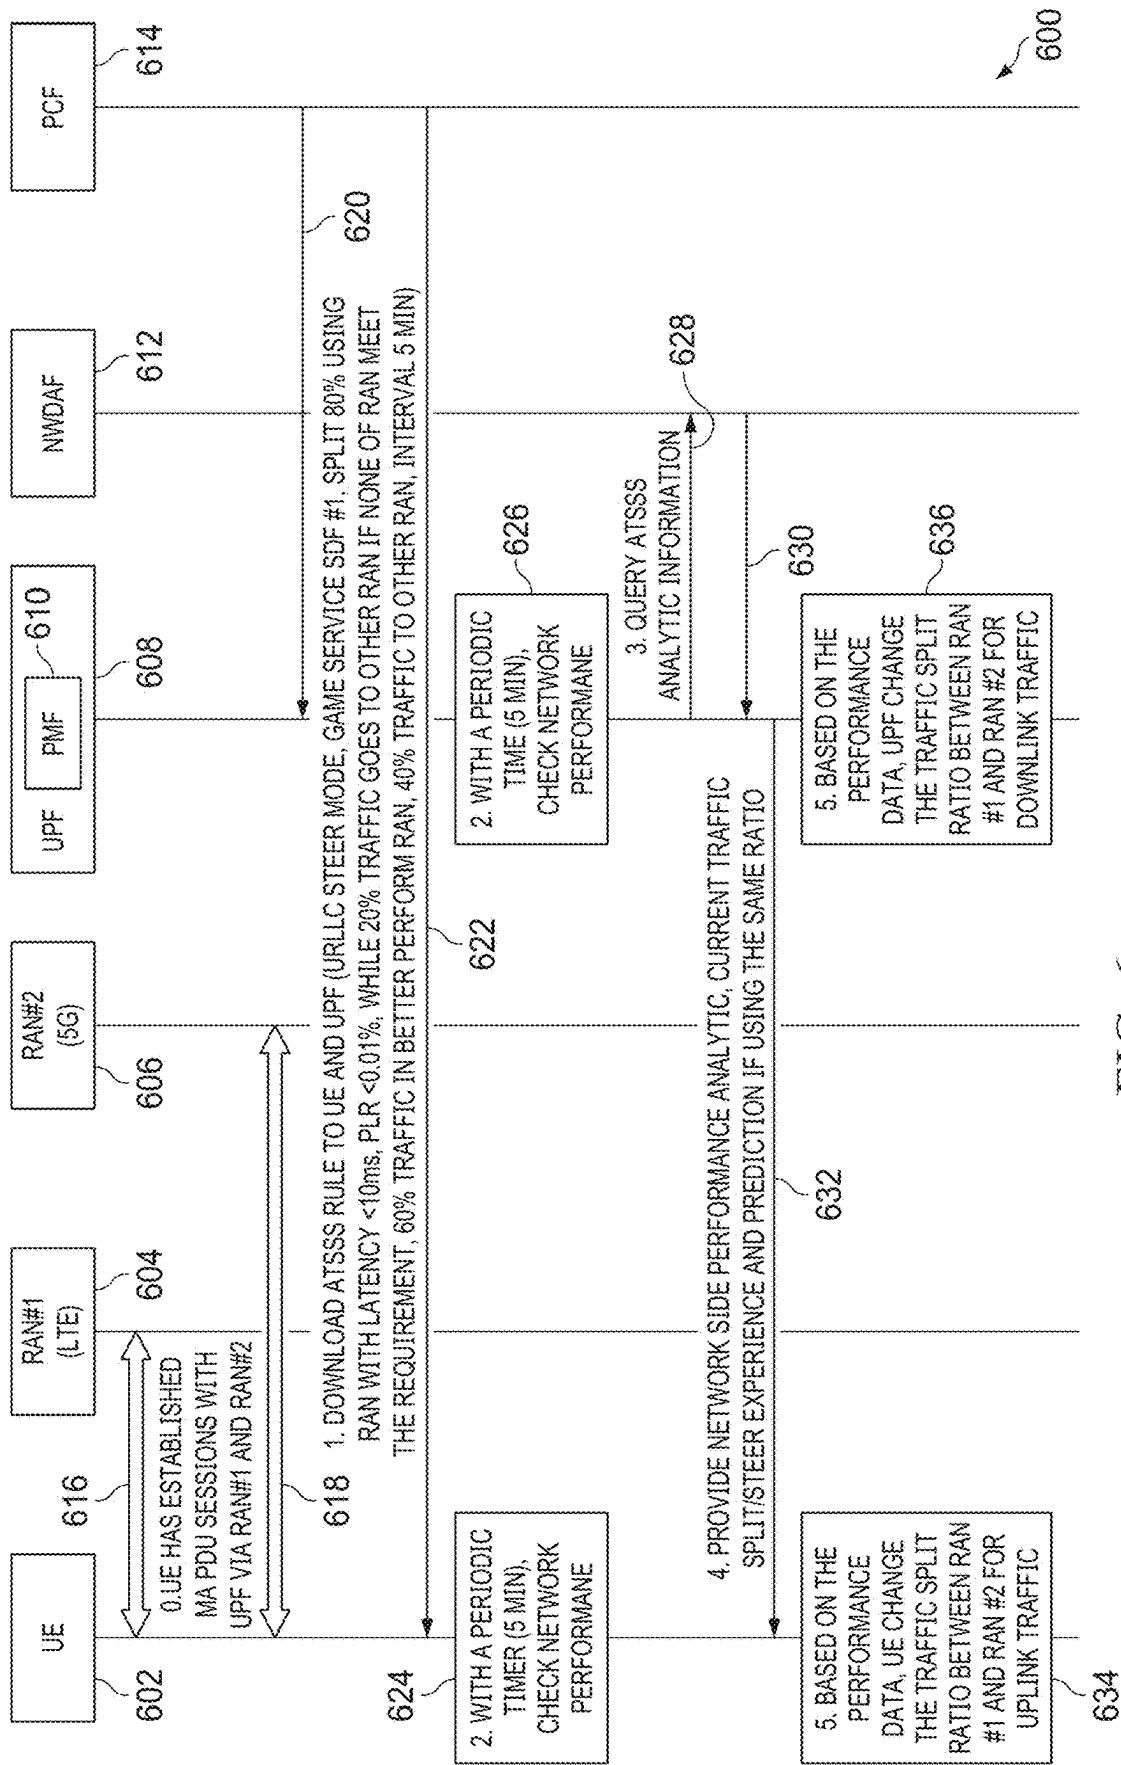 UE
602
RAN#1
(LTE)
604
RAN#2
(5G)
606
UPF
PMF
610
608
NWDAF
612
PCF
614
616
0.UE HAS ESTABLISHED
MA PDU SESSIONS WITH
UPF VIA RAN#1 AND RAN#2
618
620
1. DOWNLOAD ATSSS RULE TO UE AND UPF (URLLC STEER MODE, GAME SERVICE SDF #1, SPLIT 80% USING
RAN WITH LATENCY <10ms, PLR <0.01%, WHILE 20% TRAFFIC GOES TO OTHER RAN IF NONE OF RAN MEET
THE REQUIREMENT, 60% TRAFFIC IN BETTER PERFORM RAN, 40% TRAFFIC TO OTHER RAN, INTERVAL 5 MIN)
622
624
2. WITH A PERIODIC
TIMER (5 MIN),
CHECK NETWORK
PERFORMANE
2. WITH A PERIODIC
TIME (5 MIN),
CHECK NETWORK
PERFORMANE
626
3. QUERY ATSSS
ANALYTIC INFORMATION
628
630
4. PROVIDE NETWORK SIDE PERFORMANCE ANALYTIC, CURRENT TRAFFIC
SPLIT/STEER EXPERIENCE AND PREDICTION IF USING THE SAME RATIO
632
5. BASED ON THE
PERFORMANCE
DATA, UE CHANGE
THE TRAFFIC SPLIT
RATIO BETWEEN RAN
#1 AND RAN #2 FOR
UPLINK TRAFFIC
634
5. BASED ON THE
PERFORMANCE
DATA, UPF CHANGE
THE TRAFFIC SPLIT
RATIO BETWEEN RAN
#1 AND RAN #2 FOR
DOWNLINK TRAFFIC
636
600